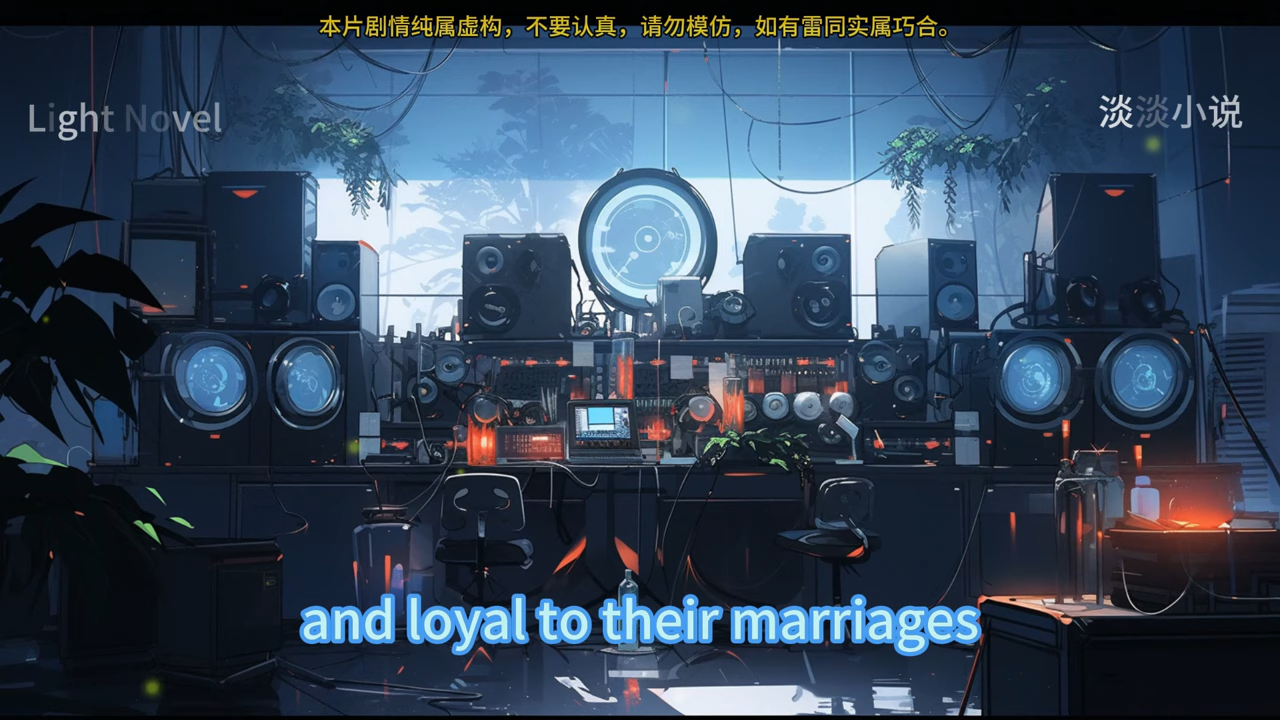 本片剧情纯属虚构，不要认真，请勿模仿，如有雷同实属巧合。
Light Novel
淡淡小说
and loyal to their marriages